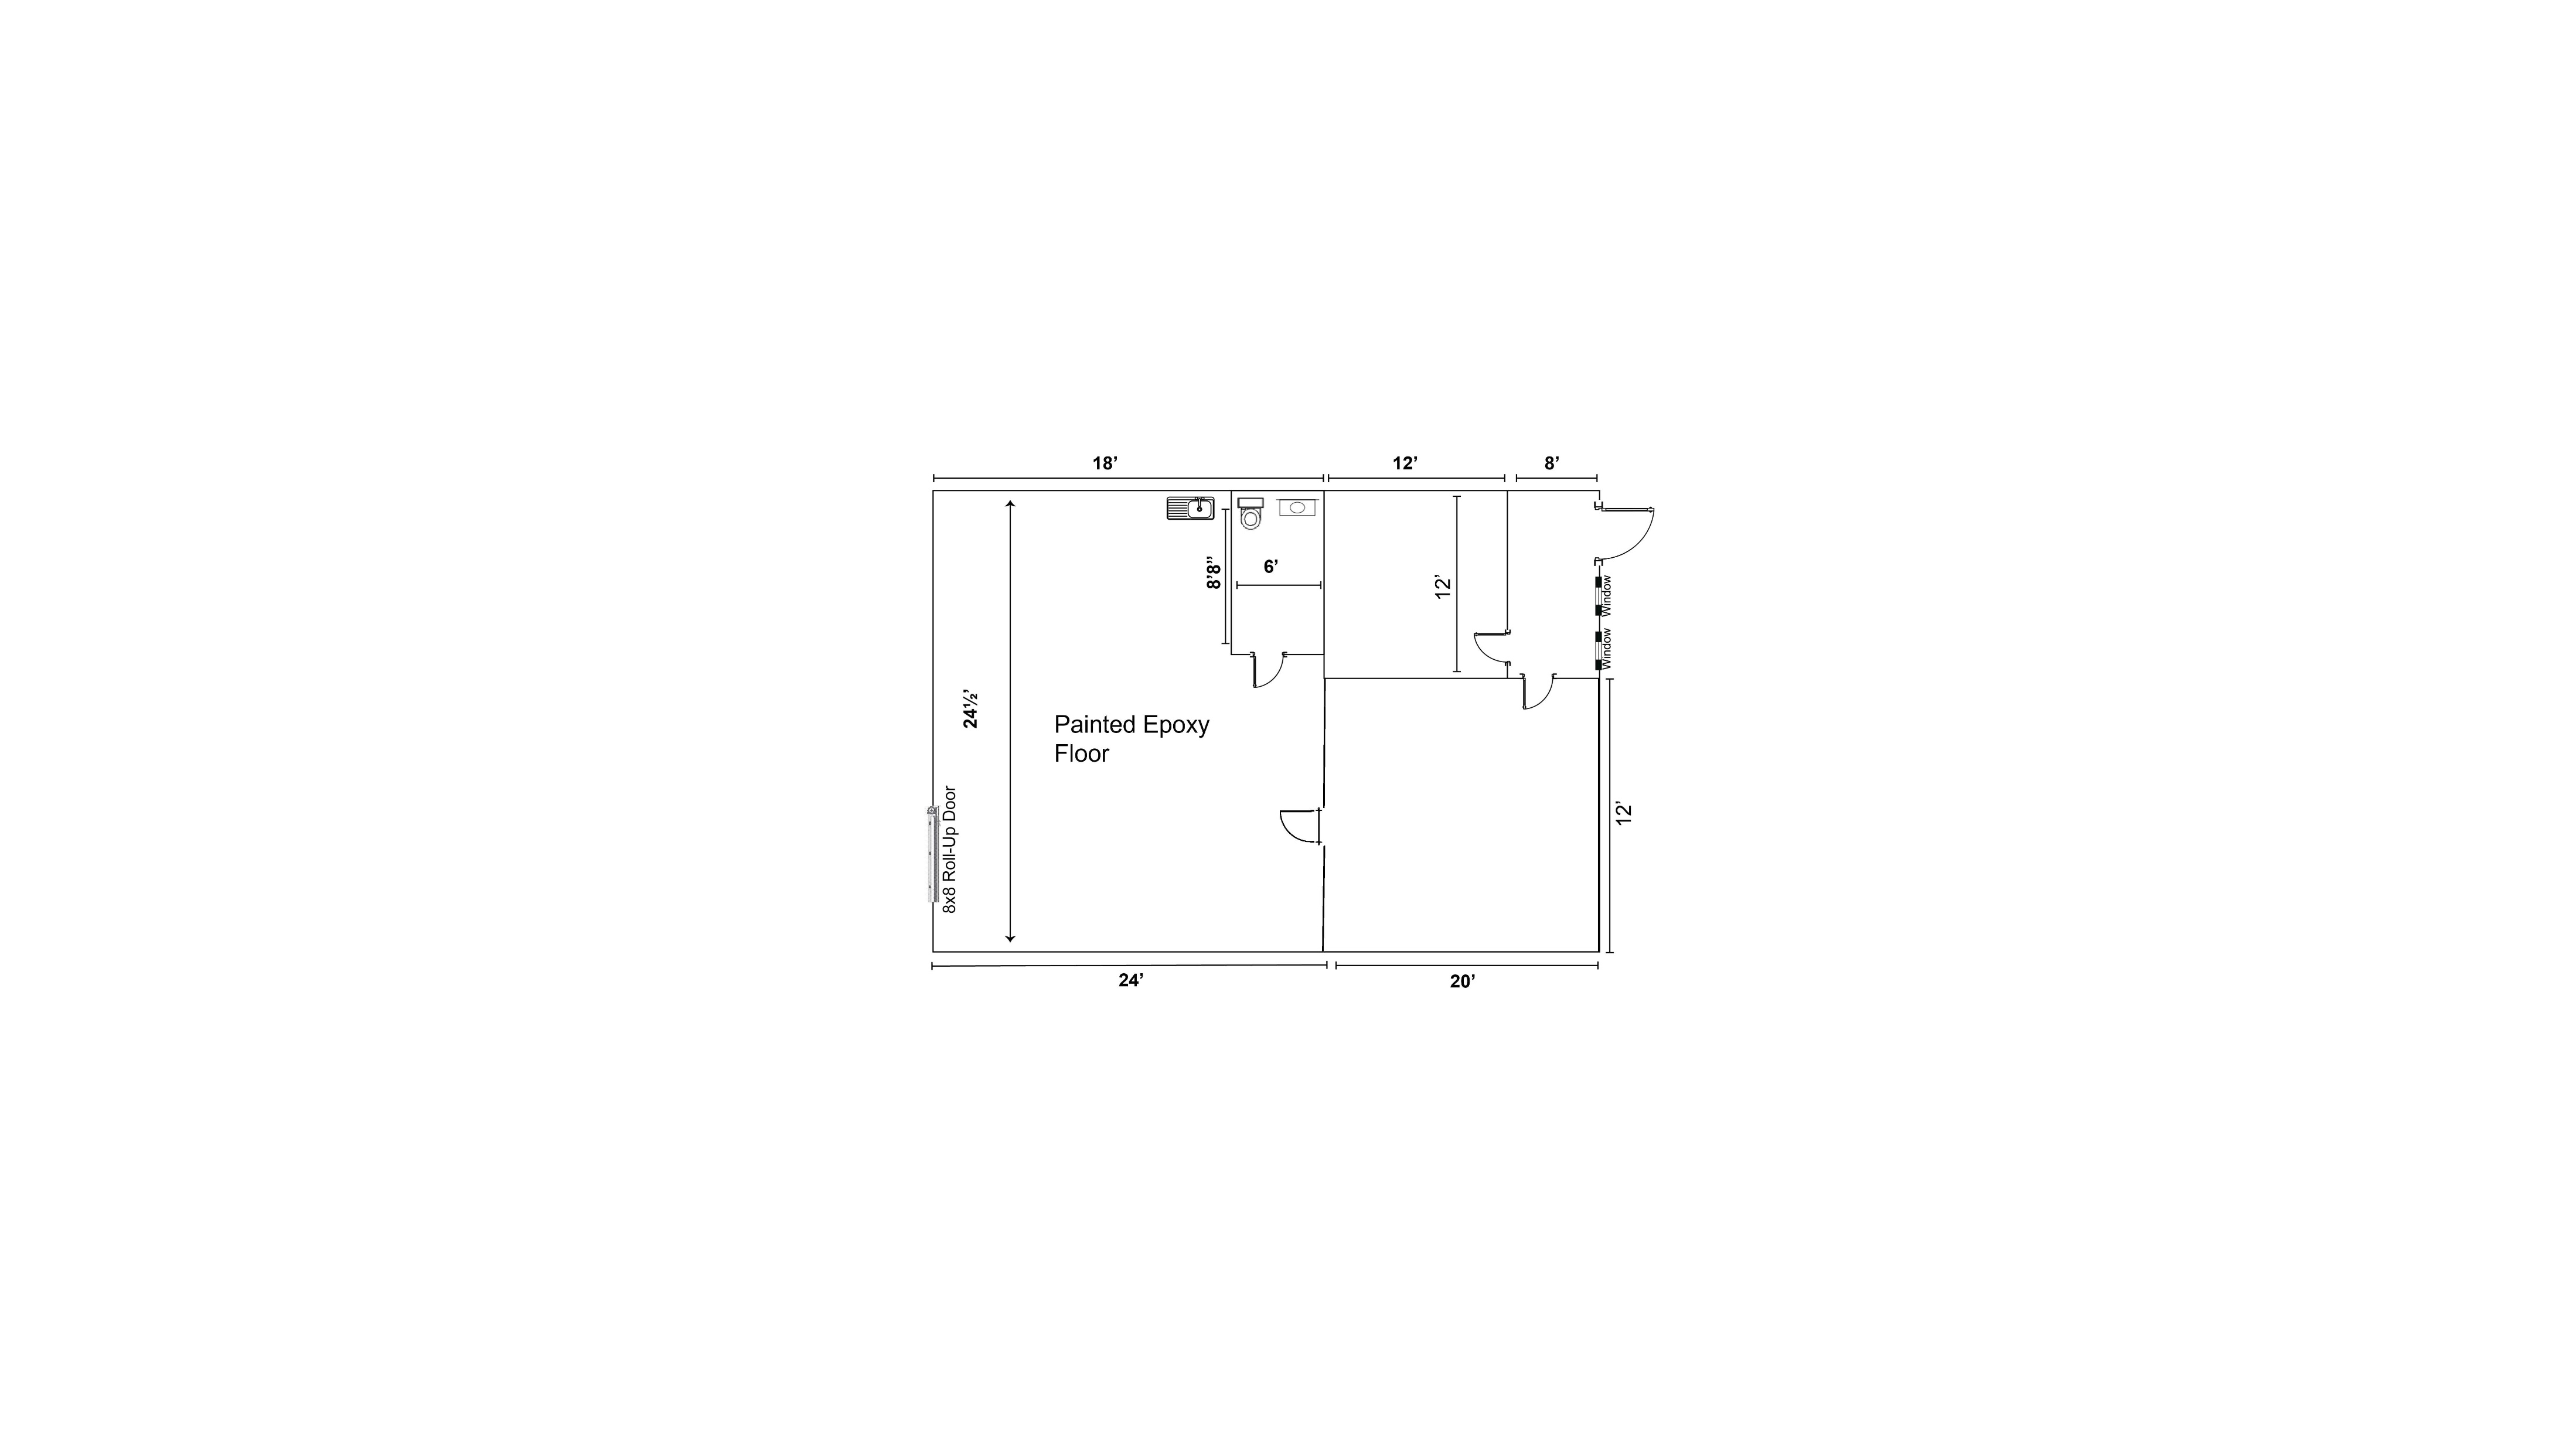 18’
12’
8’
8’8”
6’
12’
Window
Window
24½’
Painted Epoxy
Floor
8x8 Roll-Up Door
12’
24’
20’